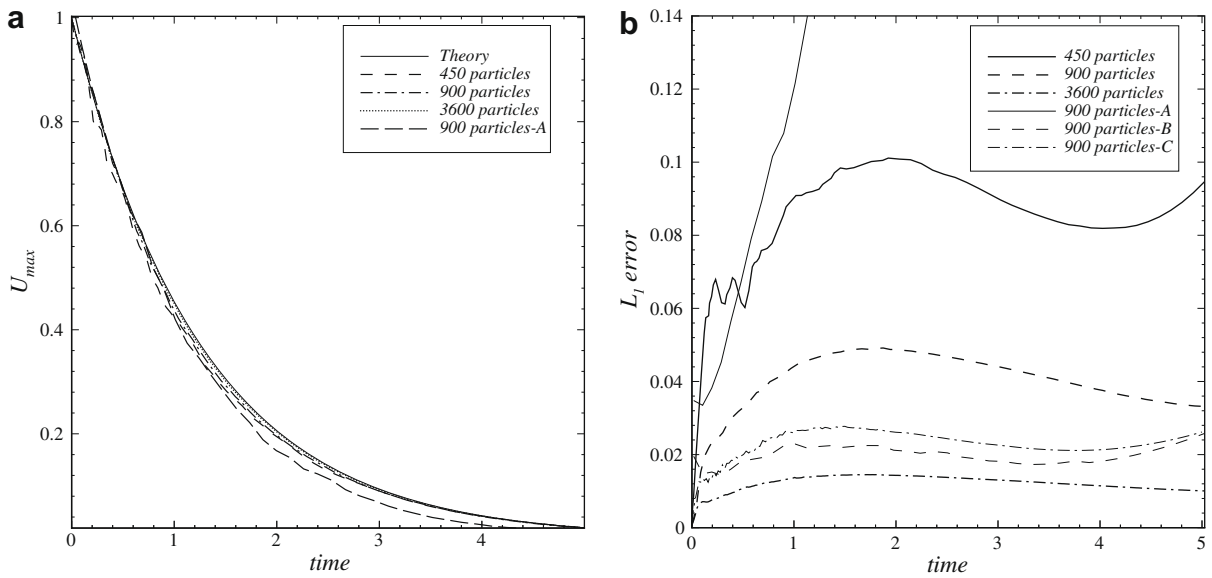 a
1
0.8
0.6
0.4
0.2
0
1
2
3
4
U_max
time
Theory
450 particles
900 particles
3600 particles
900 particles-A
b
0.14
0.12
0.1
0.08
0.06
0.04
0.02
0
0
1
2
3
4
5
L_1 error
time
450 particles
900 particles
3600 particles
900 particles-A
900 particles-B
900 particles-C